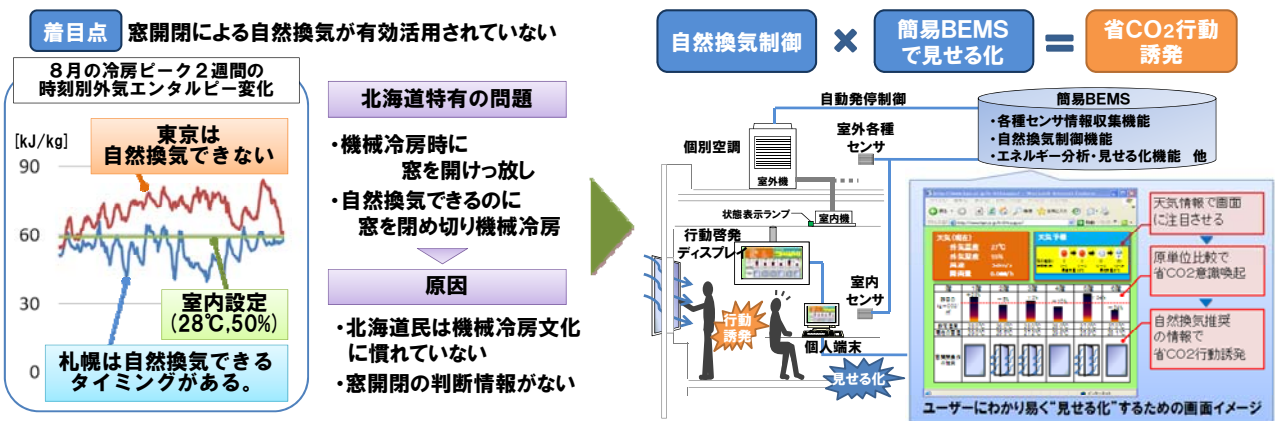 着目点 窓開閉による自然換気が有効活用されていない
8月の冷房ピーク2週間の
時刻別外気エンタルピー変化
[kJ/kg]
90
60
30
0
東京は
自然換気できない
室内設定
(28℃,50%)
札幌は自然換気できる
タイミングがある。
北海道特有の問題
・機械冷房時に
窓を開けっ放し
・自然換気できるのに
窓を閉め切り機械冷房
原因
・北海道民は機械冷房文化
に慣れていない
・窓開閉の判断情報がない
自然換気制御 × 簡易BEMS
で見せる化 = 省CO2行動
誘発
自動発停制御
簡易BEMS
・各種センサ情報収集機能
・自然換気制御機能
・エネルギー分析・見せる化機能 他
個別空調
室外機
室外各種
センサ
状態表示ランプ
室内機
行動啓発
ディスプレイ
室内
センサ
行動
誘発
個人端末
見せる化
天気(現在)
天気予報
外気温度 27℃
天気情報で画面
に注目させる
原単位比較で
省CO2意識喚起
自然換気推奨
の情報で
省CO2行動誘発
ユーザーにわかり易く“見せる化”するための画面イメージ